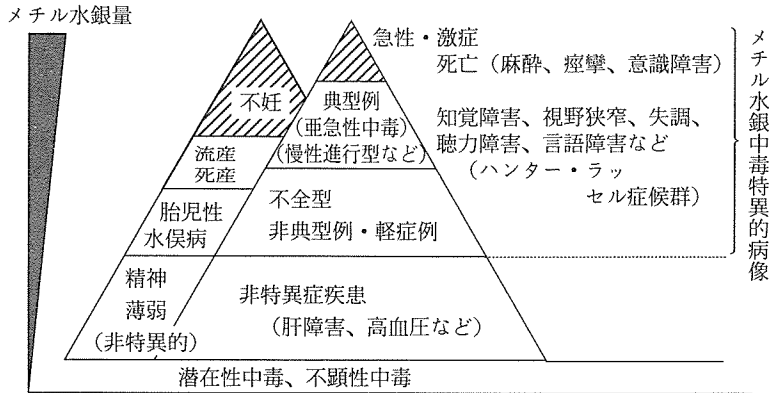 メチル水銀量
急性・激症
死亡（麻酔、痙攣、意識障害）
不妊
典型例
(亜急性中毒)
(慢性進行型など)
知覚障害、視野狭窄、失調、
聴力障害、言語障害など
（ハンター・ラッ
セル症候群）
流産
死産
胎児性
水俣病
不全型
非典型例・軽症例
精神
薄弱
(非特異的)
非特異症疾患
（肝障害、高血圧など）
潜在性中毒、不顕性中毒
メチル水銀中毒特異的病像